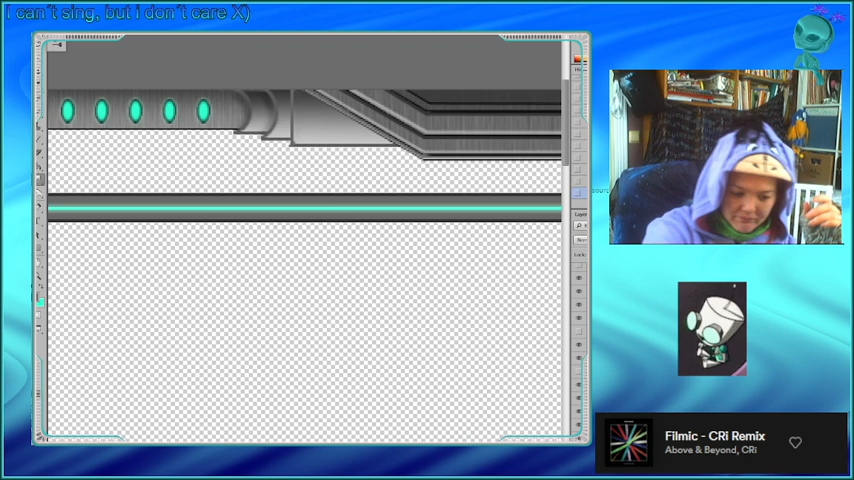 i can´t sing, but i don´t care X)
Filmic - CRi Remix
Above & Beyond, CRi